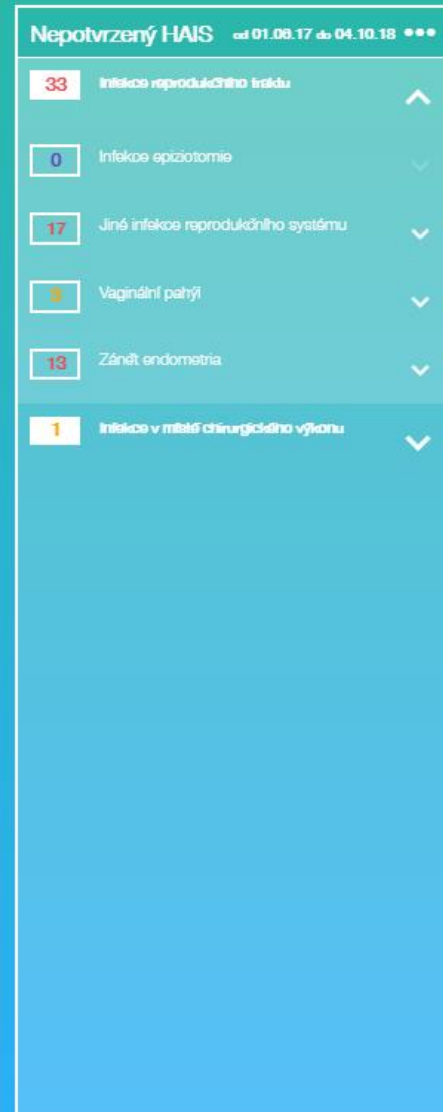 Nepotvrzený HAIS od 01.06.17 do 04.10.18
33 Infekce reprodukčního traktu
0 Infekce epiziotomie
17 Jiné infekce reprodukčního systému
3 Vaginální pahýl
13 Zánět endometria
1 Infekce v místě chirurgického výkonu